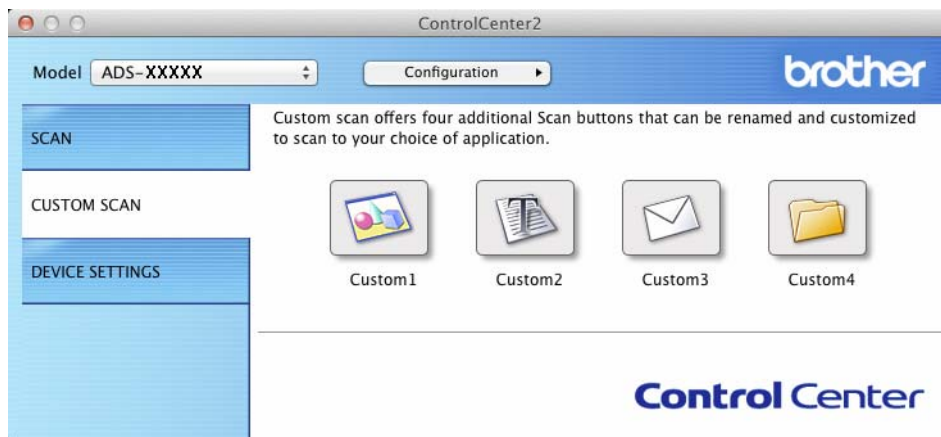 ControlCenter2
Model ADS-XXXXX Configuration
brother
SCAN
CUSTOM SCAN
DEVICE SETTINGS
Custom scan offers four additional Scan buttons that can be renamed and customized
to scan to your choice of application.
T
Custom1 Custom2 Custom3 Custom4
Control Center